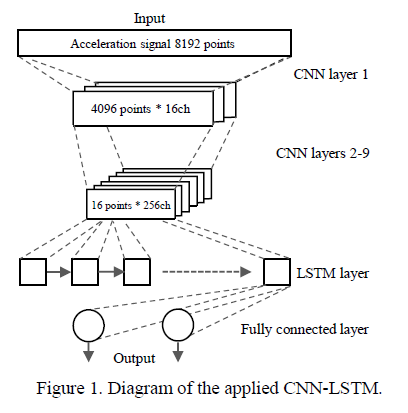 Input
Acceleration signal 8192 points
CNN layer 1
4096 points * 16ch
CNN layers 2-9
16 points * 256ch
LSTM layer
Fully connected layer
Output
Figure 1. Diagram of the applied CNN-LSTM.